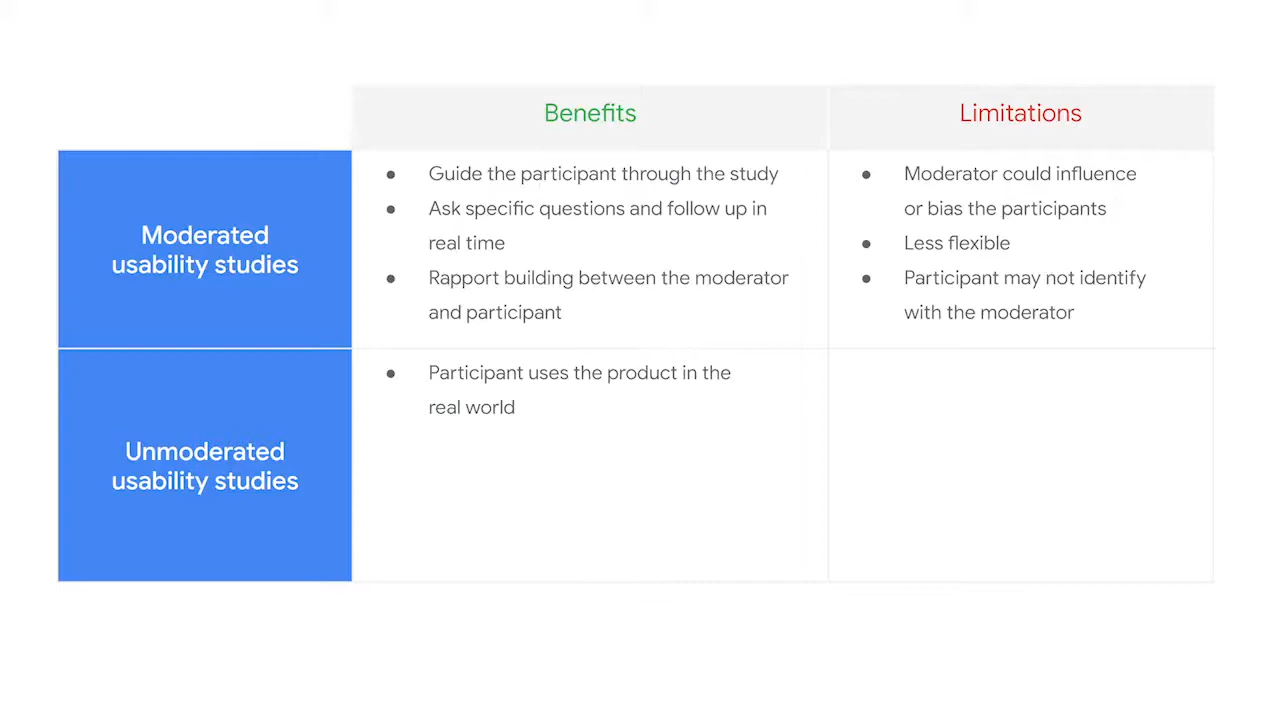 Benefits
Limitations
Moderated
usability studies
● Guide the participant through the study
● Ask specific questions and follow up in
real time
● Rapport building between the moderator
and participant
● Moderator could influence
or bias the participants
● Less flexible
● Participant may not identify
with the moderator
Unmoderated
usability studies
● Participant uses the product in the
real world